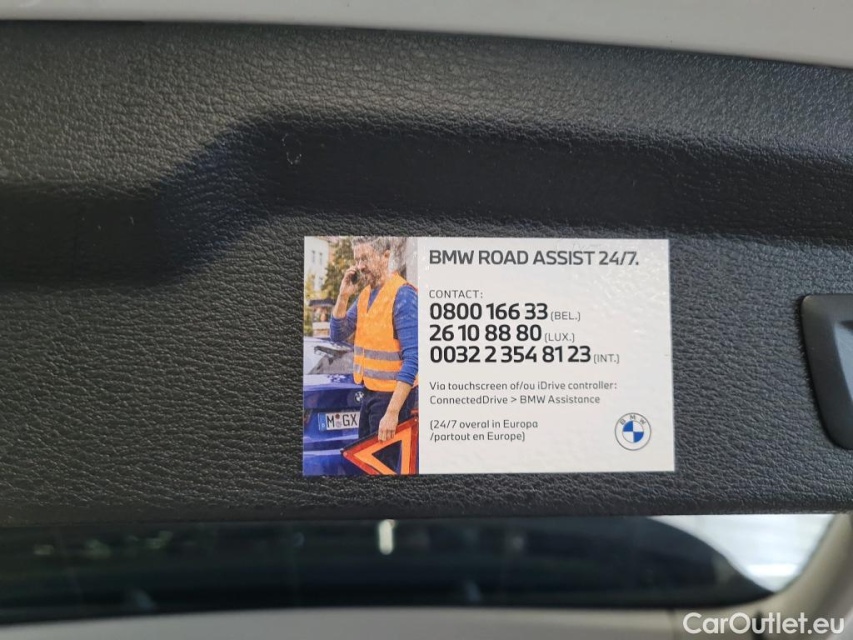 BMW ROAD ASSIST 24/7.
CONTACT:
0800 166 33 (BEL.)
26 10 88 80 (LUX.)
0032 2 354 81 23 (INT.)
Via touchscreen of/ou iDrive controller:
ConnectedDrive > BMW Assistance
(24/7 overal in Europa
/partout en Europe)
BMW
M GX
CarOutlet.eu